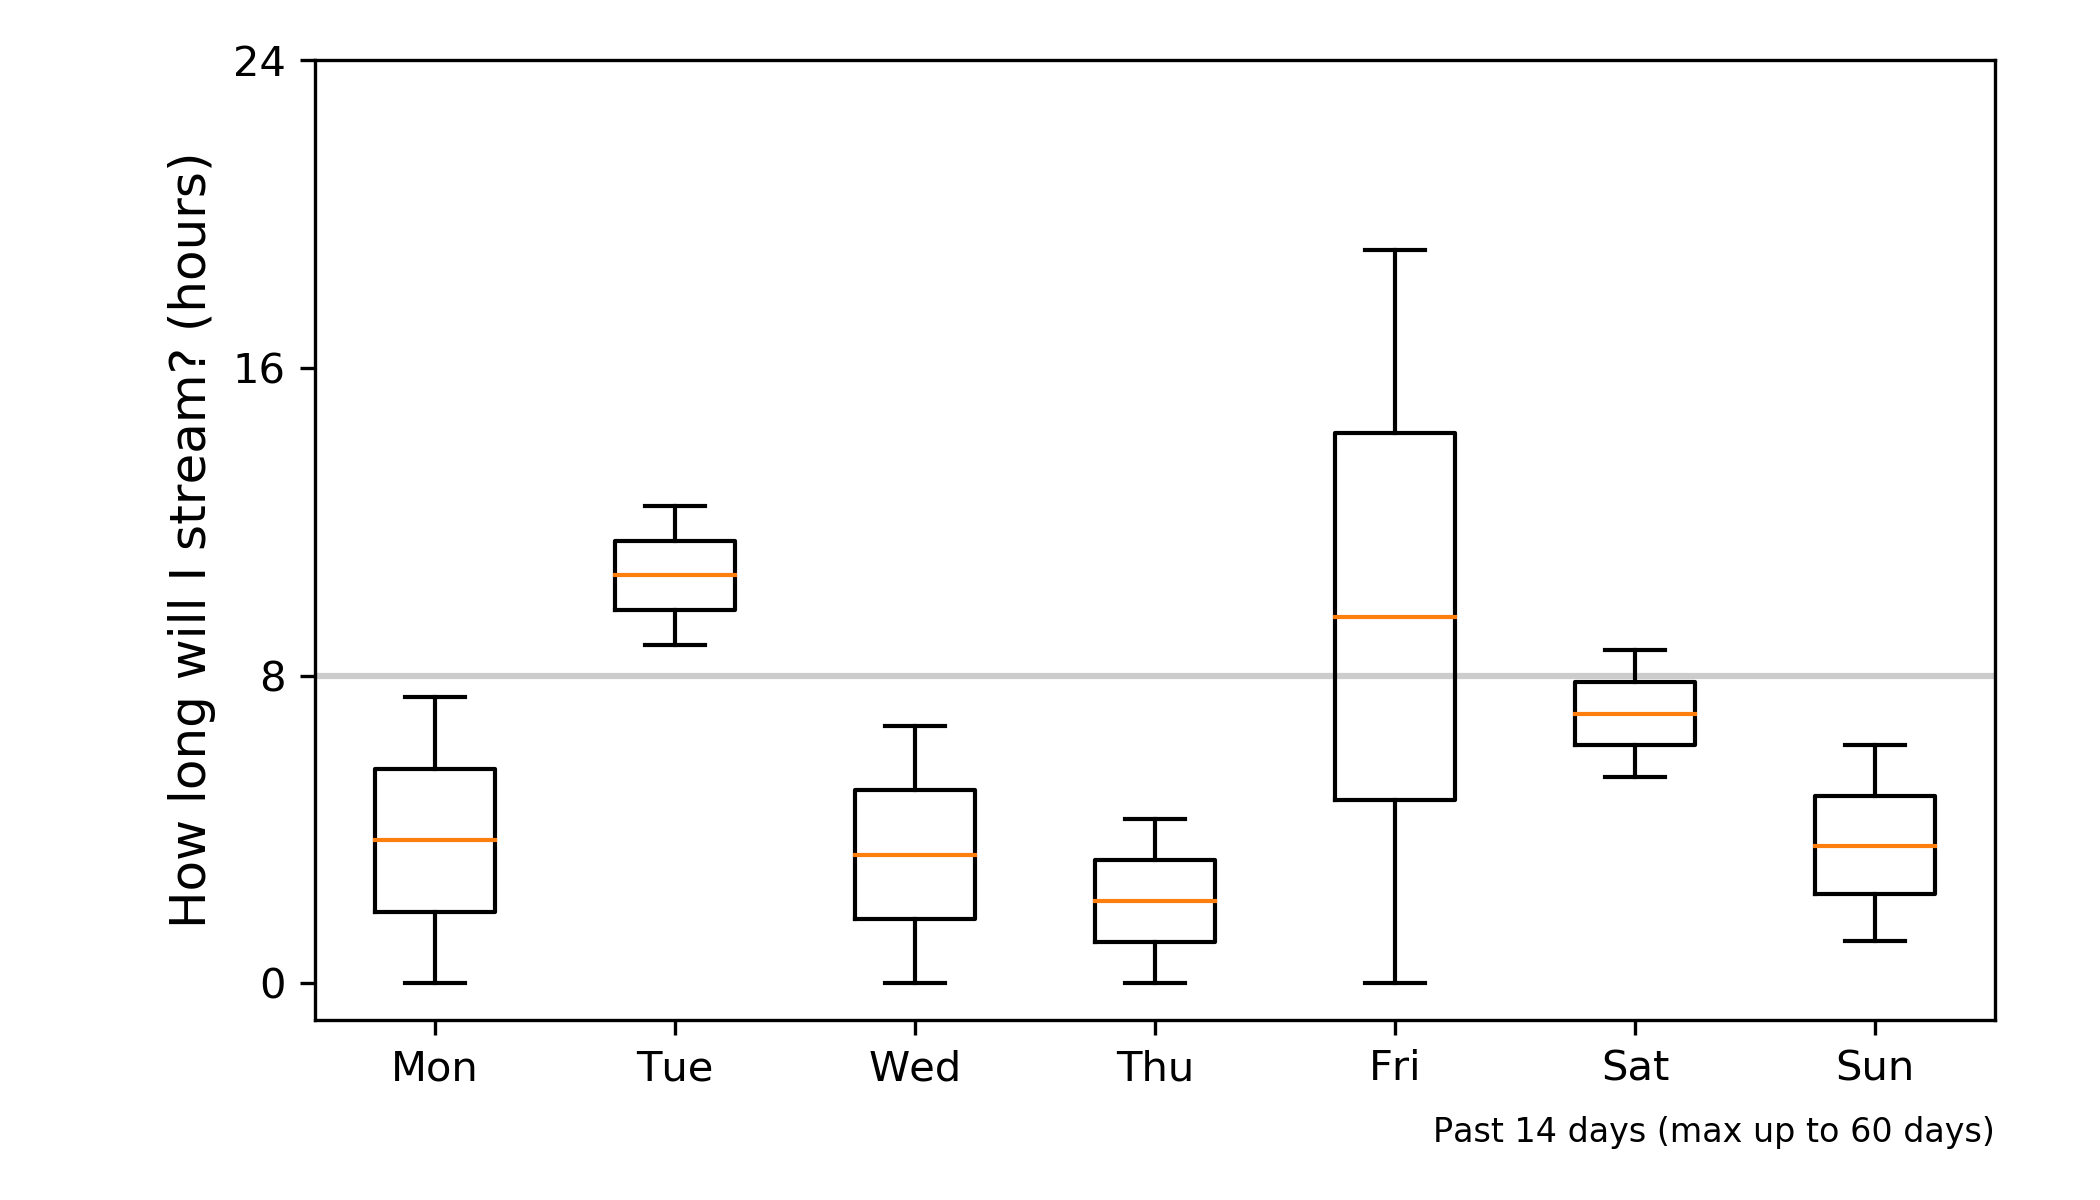 How long will I stream? (hours)
24
16
8
0
Mon Tue Wed Thu Fri Sat Sun
Past 14 days (max up to 60 days)